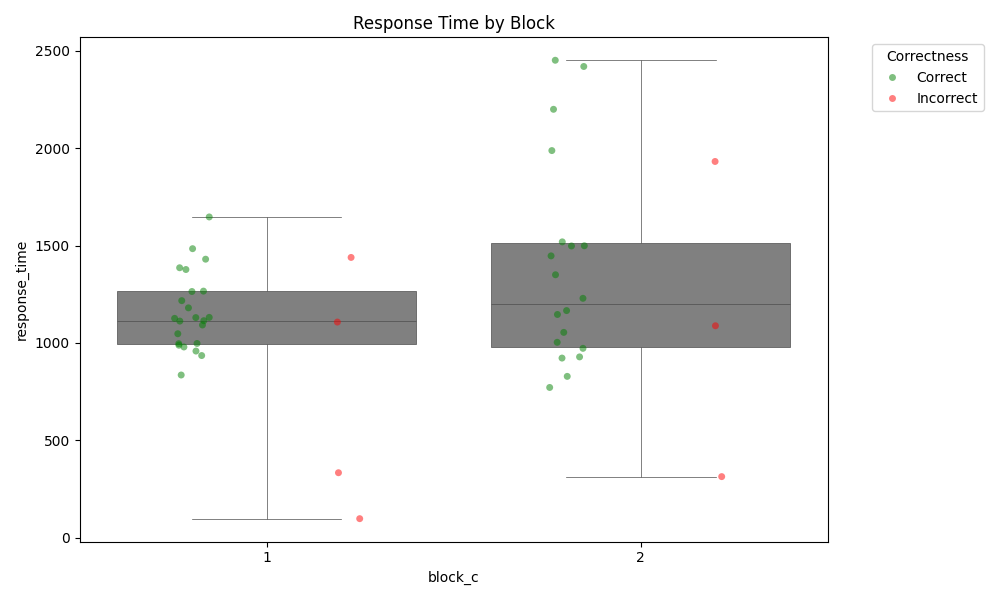 Response Time by Block
response_time
2500
2000
1500
1000
500
0
1
2
block_c
Correctness
Correct
Incorrect